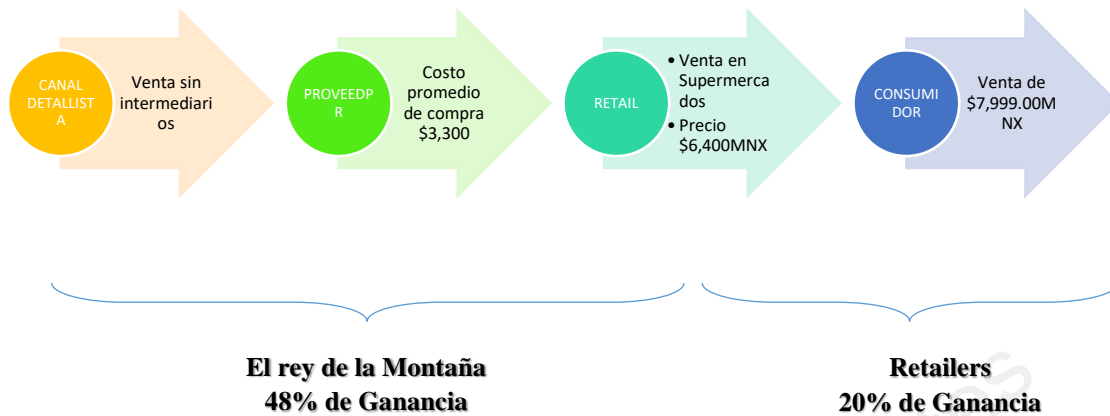 CANAL
DETALLIST
A
Venta sin
intermediari
os
PROVEEDP
R
Costo
promedio
de compra
$3,300
RETAIL
• Venta en
Supermerca
dos
• Precio
$6,400MNX
CONSUMI
DOR
Venta de
$7,999.00M
NX
El rey de la Montaña
48% de Ganancia
Retailers
20% de Ganancia